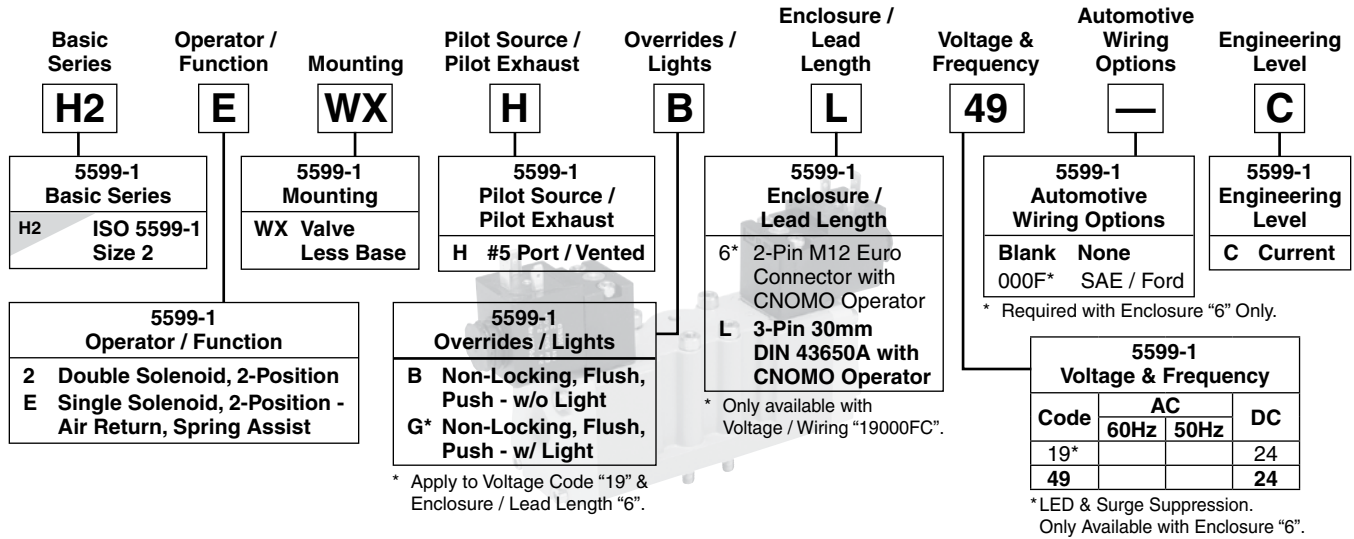 Basic
Series
Operator /
Function
Mounting
Pilot Source /
Pilot Exhaust
Overrides /
Lights
Enclosure /
Lead
Length
Voltage &
Frequency
Automotive
Wiring
Options
Engineering
Level
H2
E
WX
H
B
L
49
—
C
5599-1
Basic Series
H2 ISO 5599-1
Size 2
5599-1
Mounting
WX Valve
Less Base
5599-1
Pilot Source /
Pilot Exhaust
H #5 Port / Vented
5599-1
Enclosure /
Lead Length
6* 2-Pin M12 Euro
Connector with
CNOMO Operator
L 3-Pin 30mm
DIN 43650A with
CNOMO Operator
* Only available with
Voltage / Wiring "19000FC".
5599-1
Automotive
Wiring Options
Blank None
000F* SAE / Ford
* Required with Enclosure "6" Only.
5599-1
Engineering
Level
C Current
5599-1
Operator / Function
2 Double Solenoid, 2-Position
E Single Solenoid, 2-Position -
Air Return, Spring Assist
5599-1
Overrides / Lights
B Non-Locking, Flush,
Push - w/o Light
G* Non-Locking, Flush,
Push - w/ Light
* Apply to Voltage Code "19" &
Enclosure / Lead Length "6".
5599-1
Voltage & Frequency
Code AC DC
60Hz 50Hz
19* 24
49 24
* LED & Surge Suppression.
Only Available with Enclosure "6".